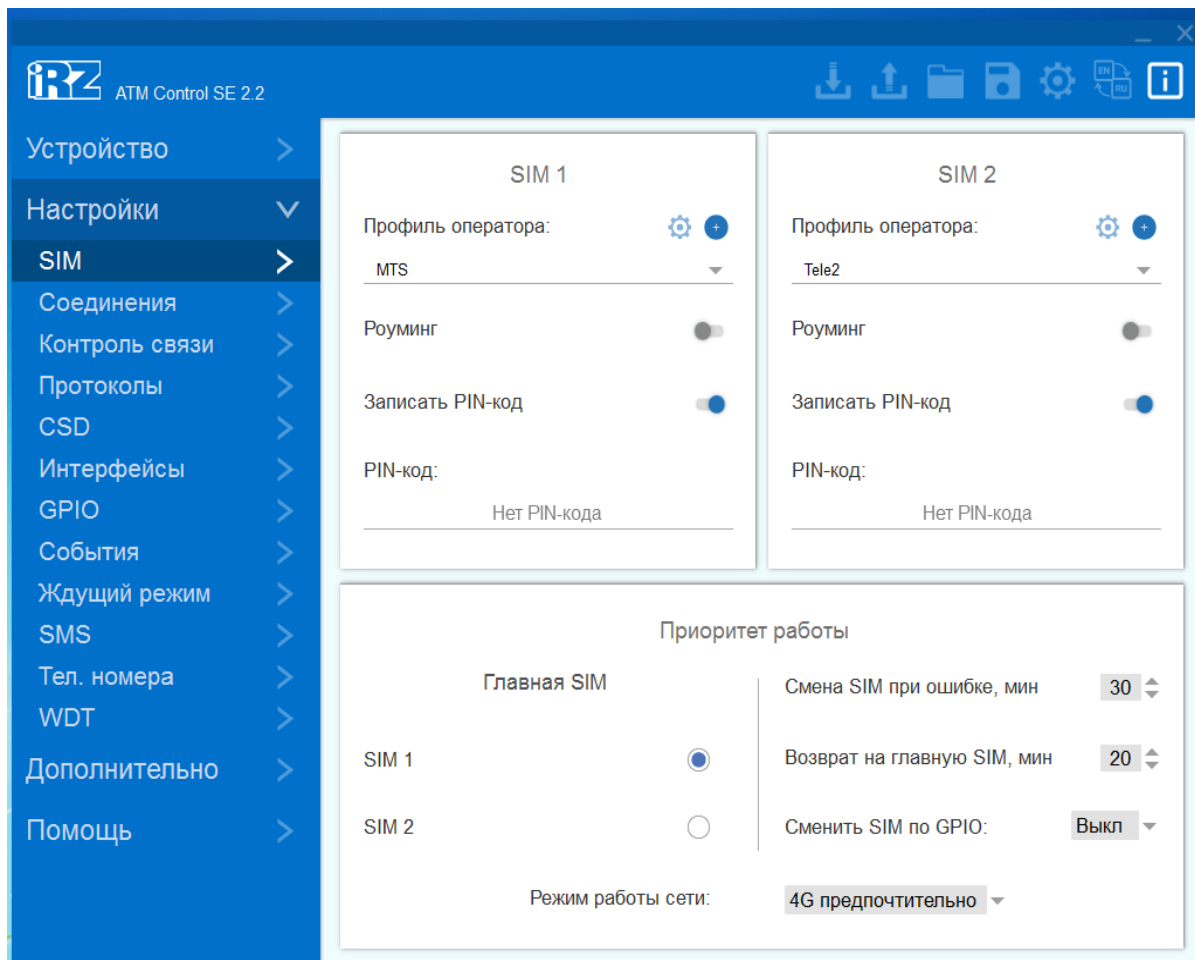 iRZ ATM Control SE 2.2
EN RU
Устройство
Настройки
SIM
Соединения
Контроль связи
Протоколы
CSD
Интерфейсы
GPIO
События
Ждущий режим
SMS
Тел. номера
WDT
Дополнительно
Помощь
SIM 1
Профиль оператора:
MTS
Роуминг
Записать PIN-код
PIN-код:
Нет PIN-кода
SIM 2
Профиль оператора:
Tele2
Роуминг
Записать PIN-код
PIN-код:
Нет PIN-кода
Приоритет работы
Главная SIM
SIM 1
SIM 2
Смена SIM при ошибке, мин 30
Возврат на главную SIM, мин 20
Сменить SIM по GPIO: Выкл
Режим работы сети: 4G предпочтительно